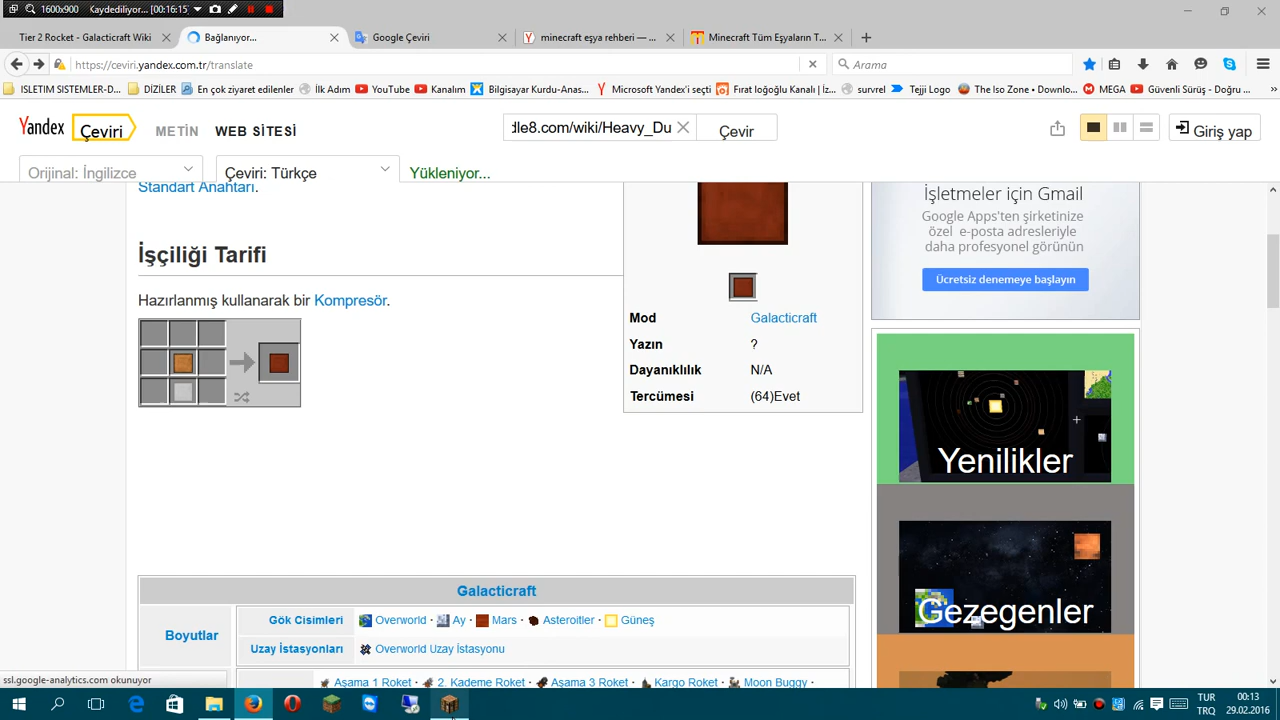 1600x900 Kaydediliyor... [00:16:15]
Tier 2 Rocket - Galacticraft Wiki
Bağlanıyor...
Google Çeviri
minecraft eşya rehberi — ...
Minecraft Tüm Eşyaların T...
https://ceviri.yandex.com.tr/translate
Arama
ISLETIM SISTEMLER-D...
DİZİLER
En çok ziyaret edilenler
İlk Adım
YouTube
Kanalım
Bilgisayar Kurdu-Anas...
Microsoft Yandex'i seçti
Fırat loğoğlu Kanalı | İz...
survrel
Tejji Logo
The Iso Zone • Downlo...
MEGA
Güvenli Sürüş - Doğru ...
Yandex Çeviri METİN WEB SİTESİ
dle8.com/wiki/Heavy_Du
Çevir
Giriş yap
Orijinal: İngilizce
Çeviri: Türkçe
Yükleniyor...
Standart Anahtarı.
İşçiliği Tarifi
Hazırlanmış kullanarak bir Kompresör.
Mod Galacticraft
Yazın ?
Dayanıklılık N/A
Tercümesi (64)Evet
İşletmeler için Gmail
Google Apps'ten şirketinize
özel e-posta adresleriyle
daha profesyonel görünün
Ücretsiz denemeye başlayın
Yenilikler
Gezegenler
Galacticraft
Boyutlar
Gök Cisimleri Overworld · Ay · Mars · Asteroitler · Güneş
Uzay İstasyonları Overworld Uzay İstasyonu
Aşama 1 Roket · 2. Kademe Roket · Aşama 3 Roket · Kargo Roket · Moon Buggy ·
ssl.google-analytics.com okunuyor
TUR
TRQ
00:13
29.02.2016